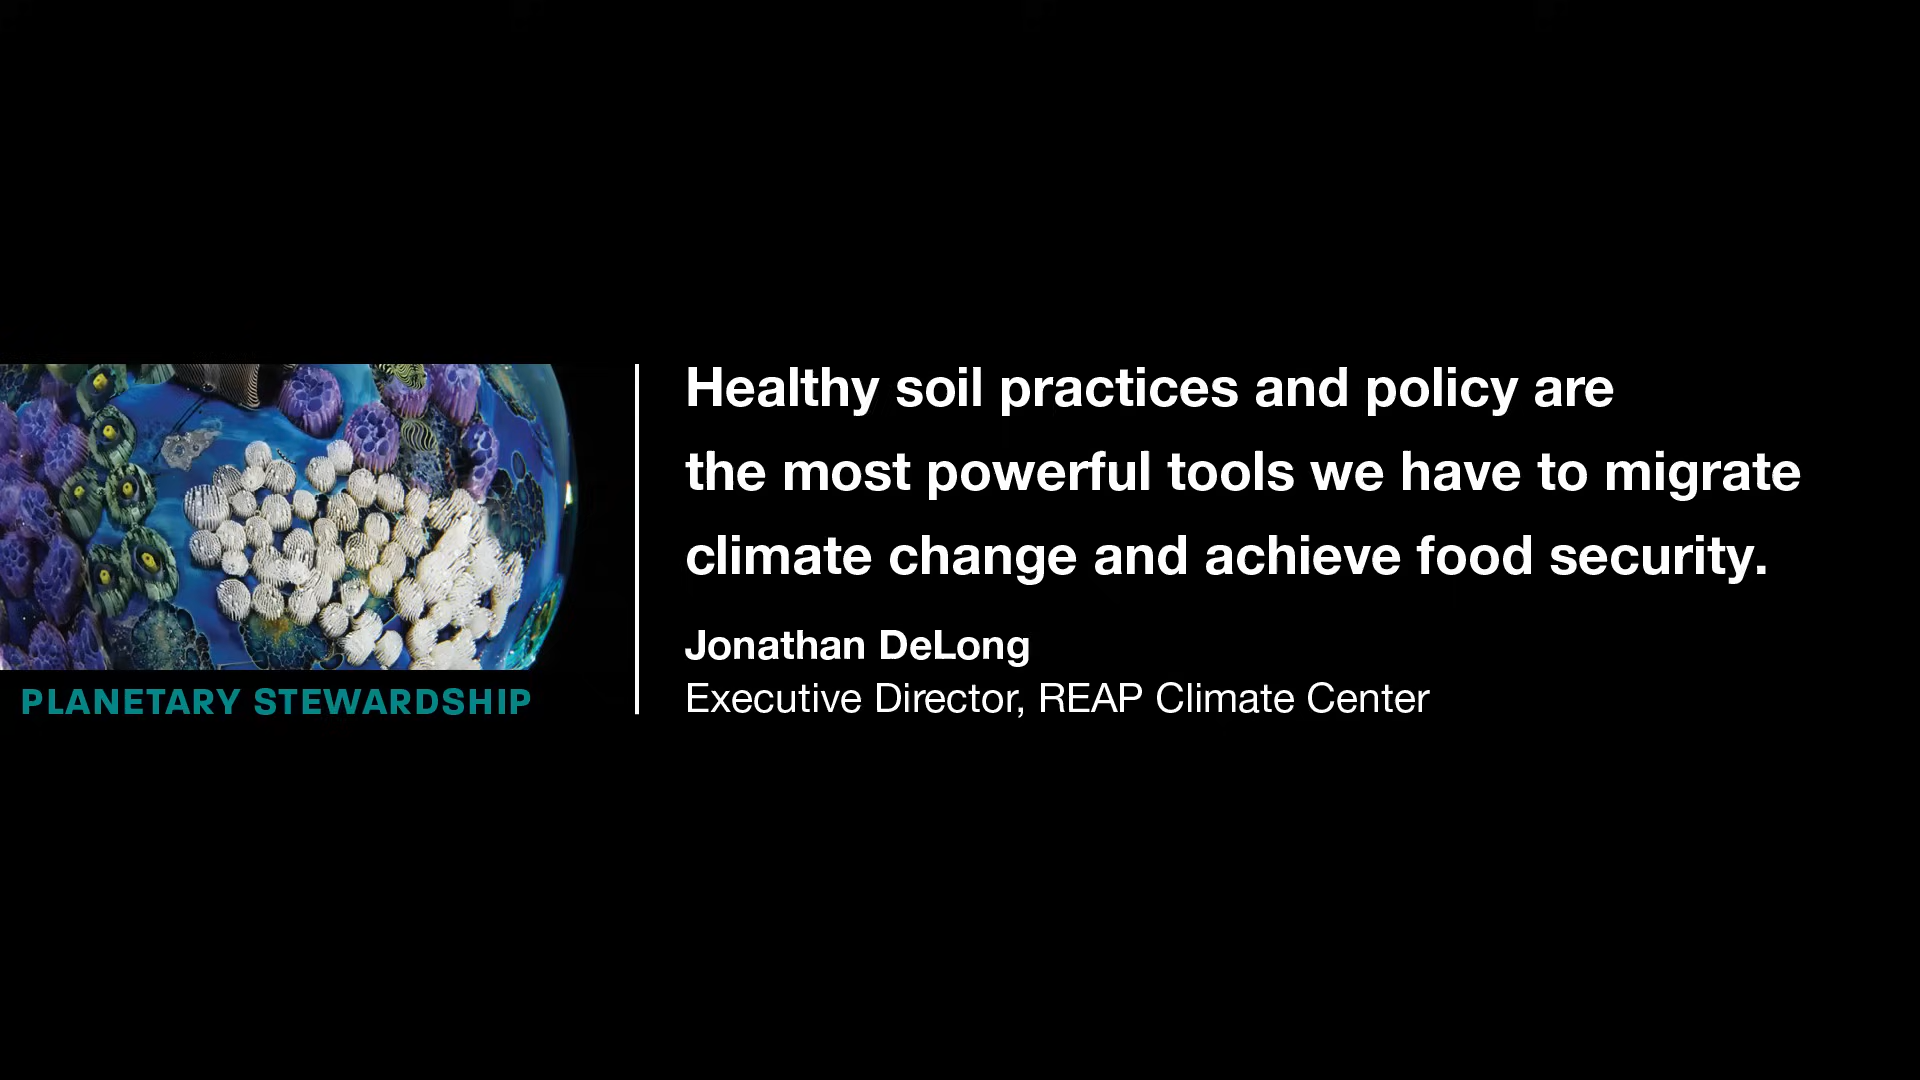 Healthy soil practices and policy are
the most powerful tools we have to migrate
climate change and achieve food security.
Jonathan DeLong
Executive Director, REAP Climate Center
PLANETARY STEWARDSHIP